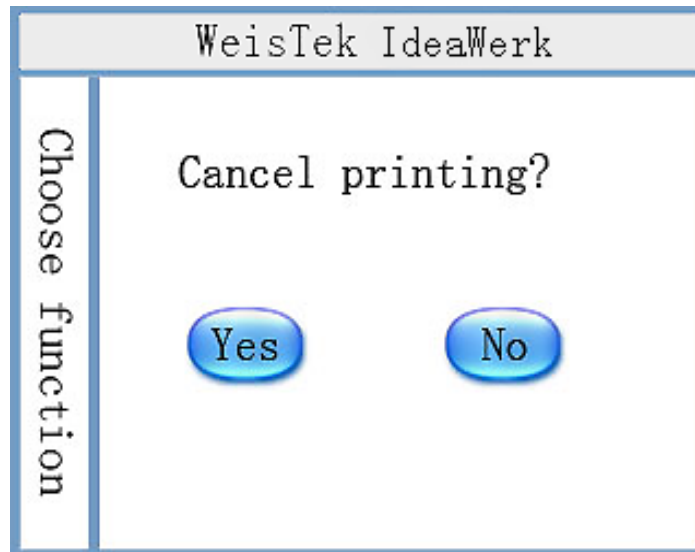 WeisTek IdeaWerk
Choose function
Cancel printing?
Yes
No